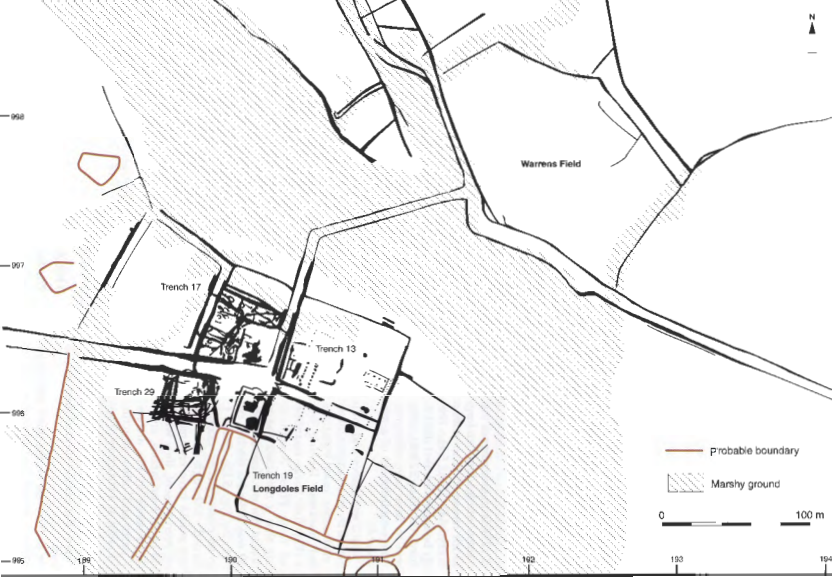 N
998
Warrens Field
997
Trench 17
Trench 13
Trench 29
996
Trench 19
Longdoles Field
Probable boundary
Marshy ground
0 100 m
995 189 190 191 192 193 194